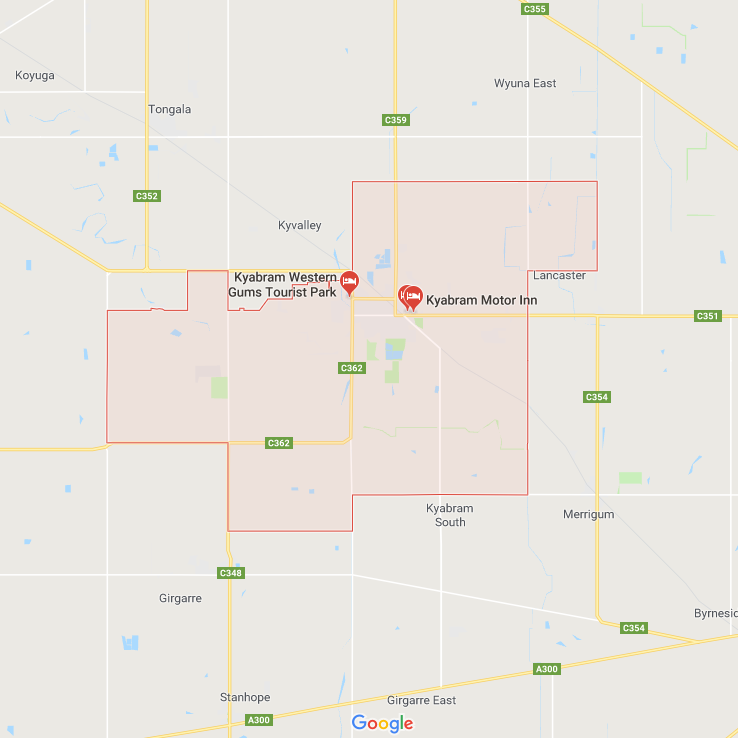 C355
Koyuga
Wyuna East
Tongala
C359
C352
Kyvalley
Lancaster
Kyabram Western
Gums Tourist Park
Kyabram Motor Inn
C351
C362
C354
C362
Kyabram
South
Merrigum
C348
Girgarre
Byrnesid
C354
A300
Stanhope
Girgarre East
A300
Google